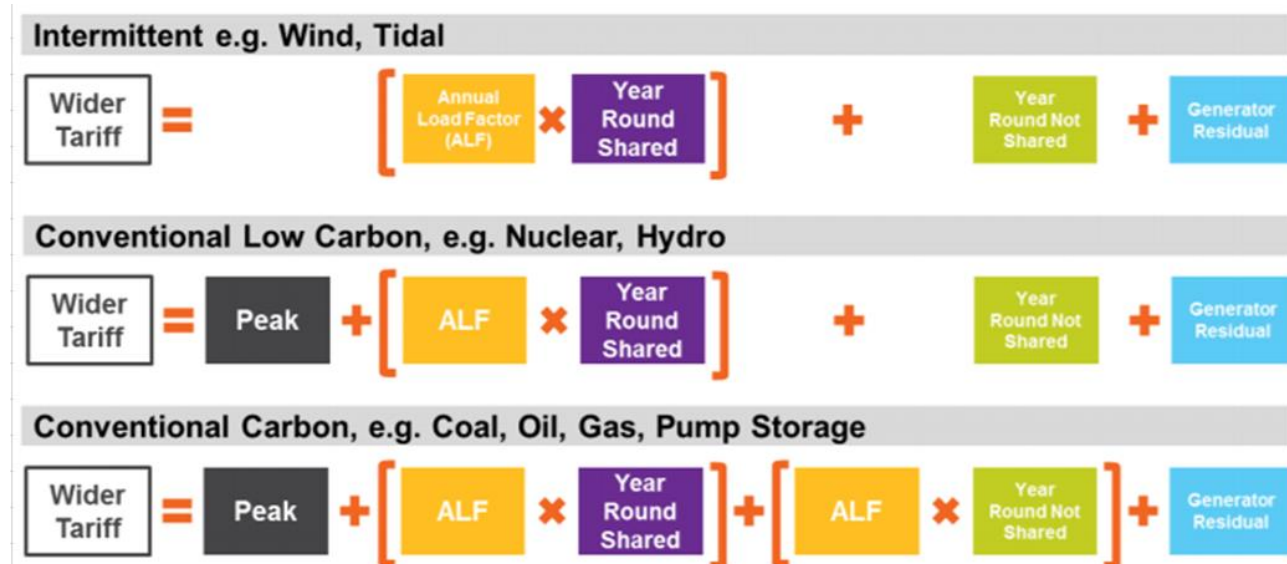 Intermittent e.g. Wind, Tidal
Wider
Tariff
=
[
Annual
Load Factor
(ALF)
×
Year
Round
Shared
]
+
Year
Round Not
Shared
+
Generator
Residual
Conventional Low Carbon, e.g. Nuclear, Hydro
Wider
Tariff
=
Peak
+
[
ALF
×
Year
Round
Shared
]
+
Year
Round Not
Shared
+
Generator
Residual
Conventional Carbon, e.g. Coal, Oil, Gas, Pump Storage
Wider
Tariff
=
Peak
+
[
ALF
×
Year
Round
Shared
]
+
[
ALF
×
Year
Round Not
Shared
]
+
Generator
Residual